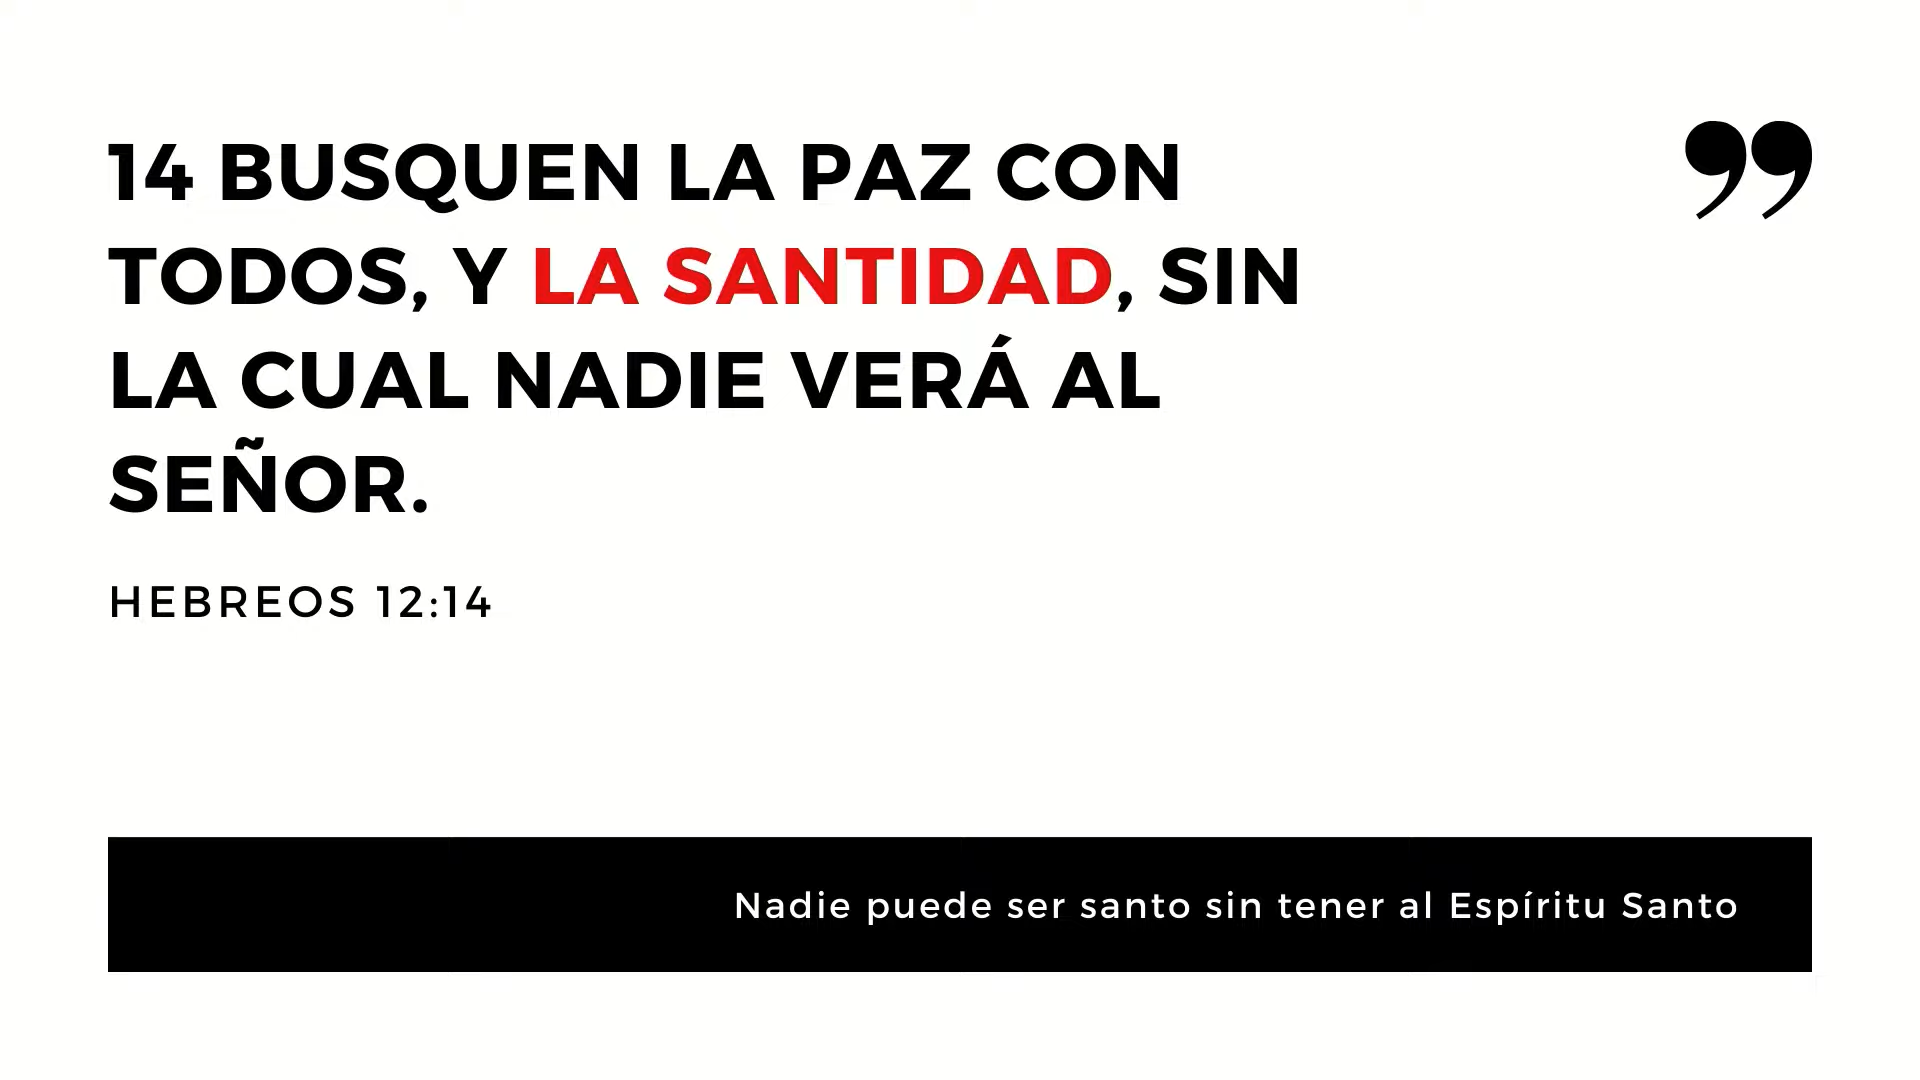 14 BUSQUEN LA PAZ CON
TODOS, Y LA SANTIDAD, SIN
LA CUAL NADIE VERÁ AL
SEÑOR.
”
HEBREOS 12:14
Nadie puede ser santo sin tener al Espíritu Santo